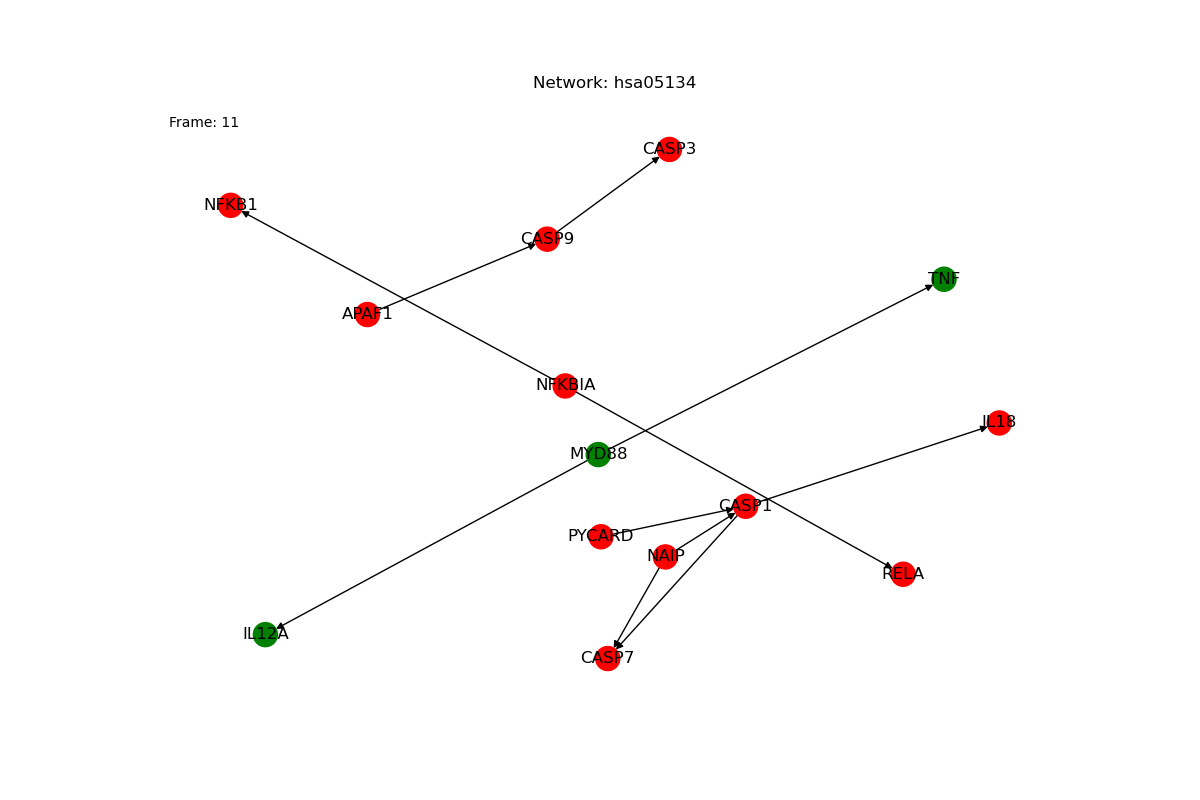 Network: hsa05134
Frame: 11
CASP3
NFKB1
CASP9
TNF
APAF1
NFKBIA
IL18
MYD88
CASP1
PYCARD
NAIP
RELA
IL12A
CASP7